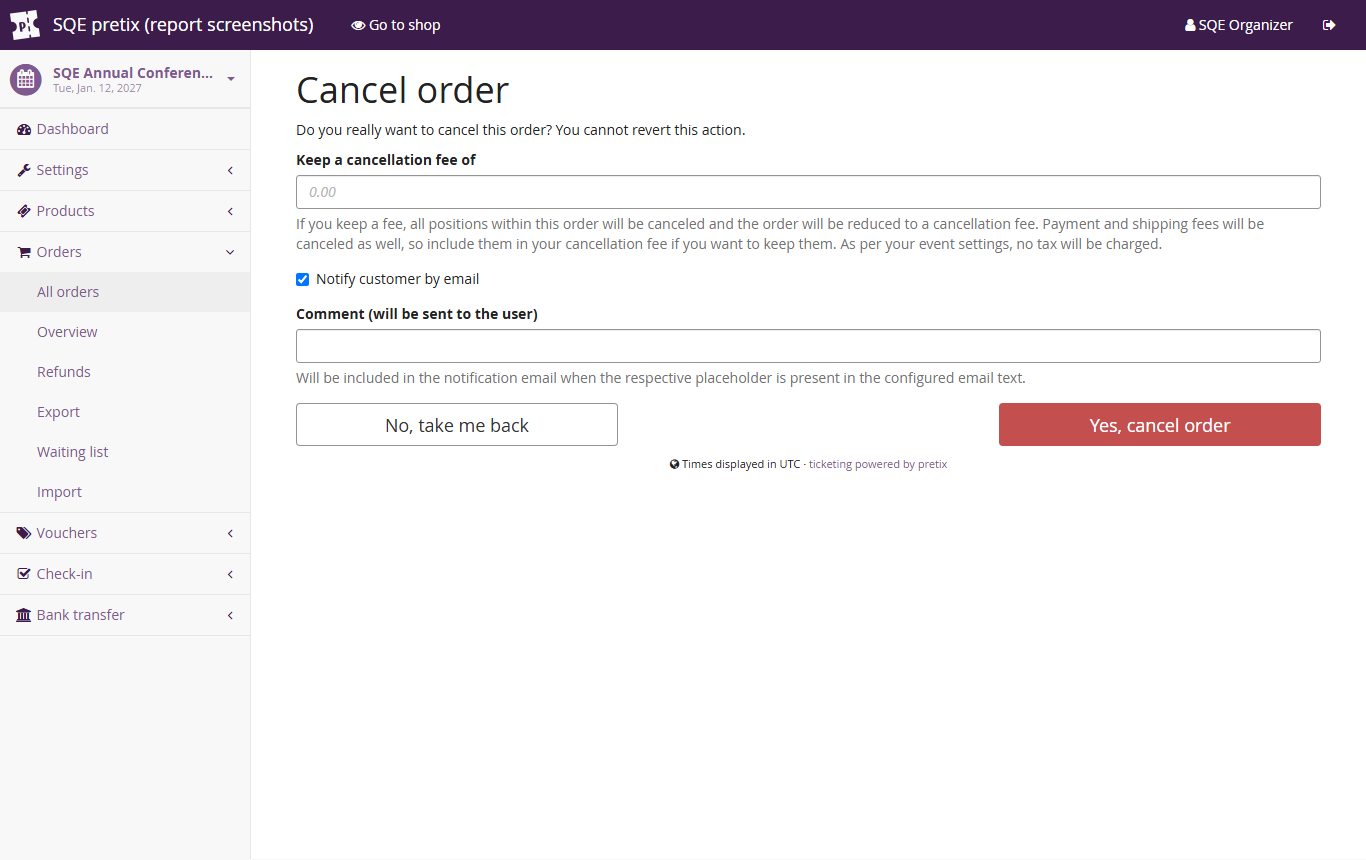 SQE pretix (report screenshots)
Go to shop
SQE Organizer
SQE Annual Conferen...
Tue, Jan. 12, 2027
Dashboard
Settings
Products
Orders
All orders
Overview
Refunds
Export
Waiting list
Import
Vouchers
Check-in
Bank transfer
Cancel order
Do you really want to cancel this order? You cannot revert this action.
Keep a cancellation fee of
0.00
If you keep a fee, all positions within this order will be canceled and the order will be reduced to a cancellation fee. Payment and shipping fees will be
canceled as well, so include them in your cancellation fee if you want to keep them. As per your event settings, no tax will be charged.
Notify customer by email
Comment (will be sent to the user)
Will be included in the notification email when the respective placeholder is present in the configured email text.
No, take me back
Yes, cancel order
Times displayed in UTC · ticketing powered by pretix